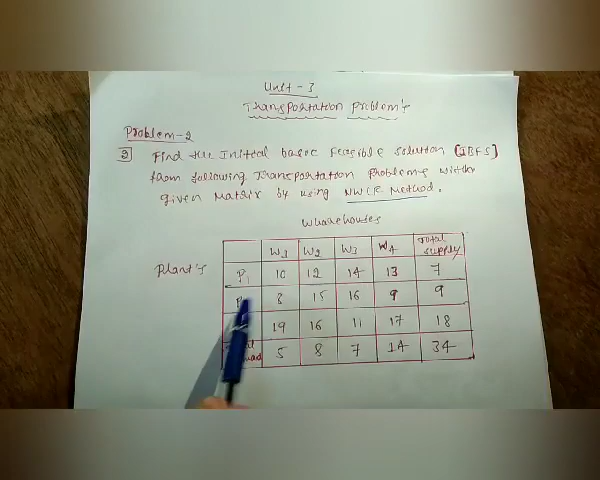 Unit - 3
Transportation Problem's
Problem-2
2 Find the Initial basic Feasible Solution [IBFS]
from following Transportation Problems with
given Matrix by using NWCR Method.
Wharehouses
Plant's
W1 W2 W3 W4 Total supply
P1 10 12 14 13 7
P 8 15 16 9 9
19 16 11 17 18
5 8 7 14 34